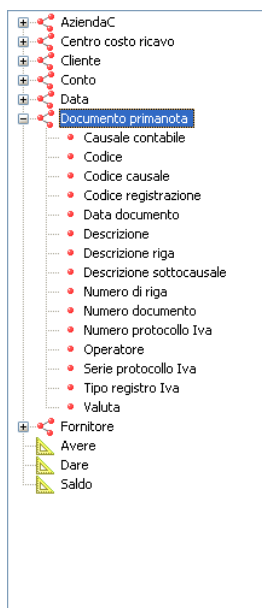 AziendaC
Centro costo ricavo
Cliente
Conto
Data
Documento primanota
Causale contabile
Codice
Codice causale
Codice registrazione
Data documento
Descrizione
Descrizione riga
Descrizione sottocausale
Numero di riga
Numero documento
Numero protocollo Iva
Operatore
Serie protocollo Iva
Tipo registro Iva
Valuta
Fornitore
Avere
Dare
Saldo